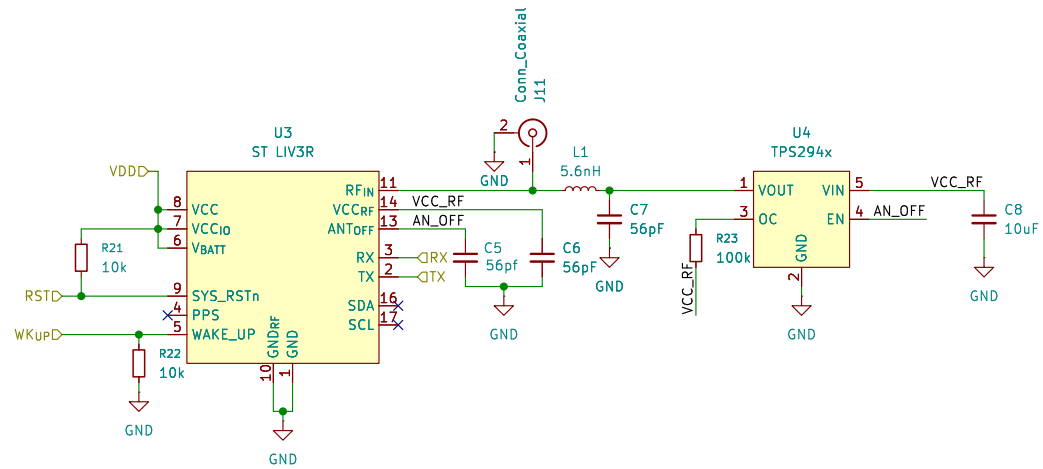 Conn_Coaxial
J11
2
1
GND
U3
ST LIV3R
VDD
8 VCC
7 VCCIO
6 VBATT
9 SYS_RSTn
4 PPS
5 WAKE_UP
RFIN 11
VCCRF 14
ANTOFF 13
RX 3
TX 2
SDA 16
SCL 17
GNDRF 10
GND 1
GND
R21
10k
RST
WKUP
R22
10k
GND
VCC_RF
AN_OFF
RX
TX
C5
56pf
C6
56pF
GND
L1
5.6nH
C7
56pF
GND
U4
TPS294x
1 VOUT
3 OC
VIN 5
EN 4
GND 2
GND
R23
100k
VCC_RF
VCC_RF
AN_OFF
C8
10uF
GND